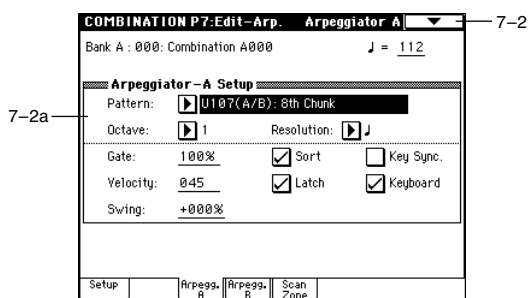 COMBINATION P7:Edit-Arp. Arpeggiator A
7-2
Bank A : 000: Combination A000 ♩ = 112
Arpeggiator-A Setup
7-2a
Pattern: U107(A/B): 8th Chunk
Octave: 1 Resolution: ♩
Gate: 100% Sort Key Sync.
Velocity: 045 Latch Keyboard
Swing: +000%
Setup Arpegg. A Arpegg. B Scan Zone